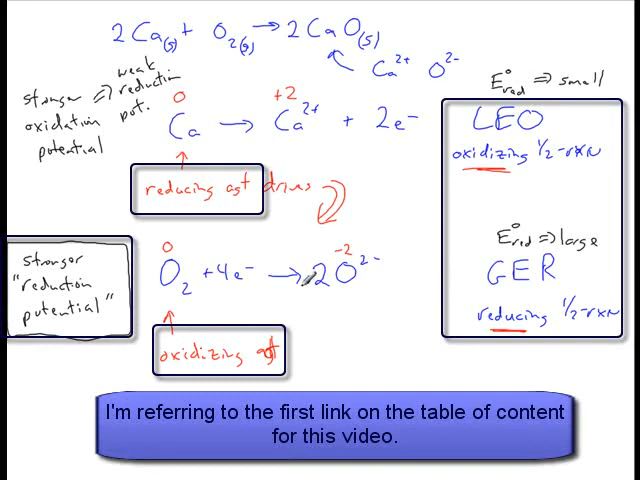 2Ca(s) + O2(g) → 2CaO(s)
Ca2+ O2-
stronger ⇒ weak
oxidation reduction
potential pot.
0 +2
Ca → Ca2+ + 2e-
E°red ⇒ small
LEO
oxidizing 1/2-rxn
reducing agt drives
stronger
"reduction
potential"
0 -2
O2 + 4e- → 2O2-
E°red ⇒ large
GER
reducing 1/2-rxn
oxidizing agt
I'm referring to the first link on the table of content
for this video.